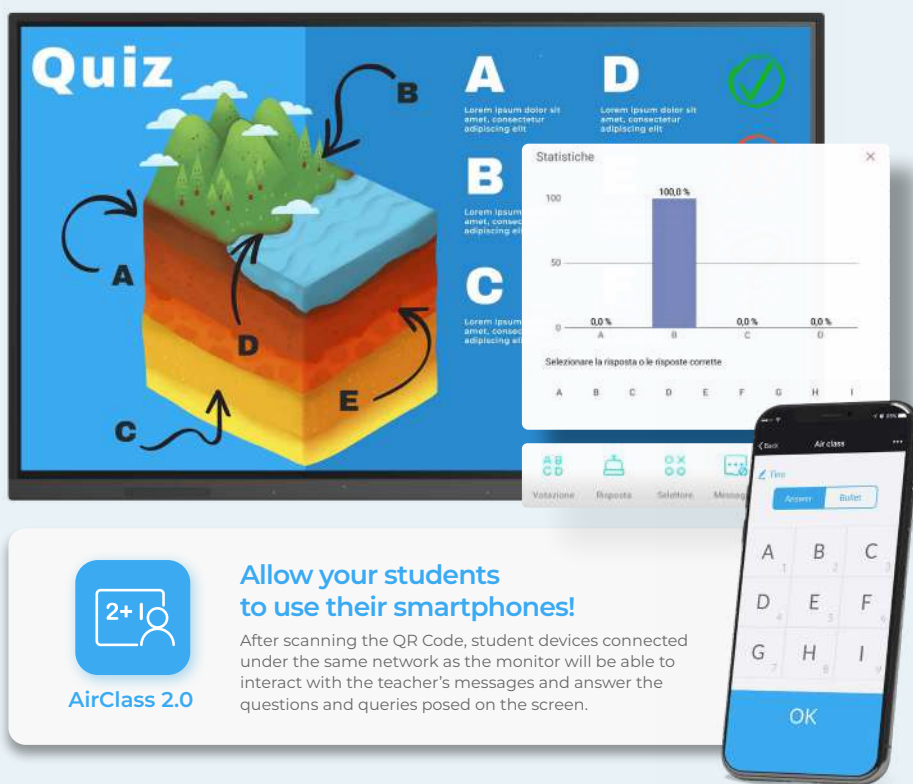 Quiz
A
B
C
D
E
A
Lorem ipsum dolor sit
amet, consectetur
adipiscing elit
D
Lorem ipsum dolor sit
amet, consectetur
adipiscing elit
B
Lorem ipsum
amet, consec
adipiscing eli
C
Lorem ipsum
amet, consec
adipiscing eli
Statistiche
100
50
0
0,0 %
100,0 %
0,0 %
0,0 %
A B C D
Selezionare la risposta o le risposte corrette
A B C D E F G H I
Votazione Risposta Selettore Messag
Back Air class
Tino
Answer Bullet
A 1 B 2 C 3
D 4 E 5 F 6
G 7 H 8 I 9
OK
2+1
AirClass 2.0
Allow your students
to use their smartphones!
After scanning the QR Code, student devices connected
under the same network as the monitor will be able to
interact with the teacher's messages and answer the
questions and queries posed on the screen.